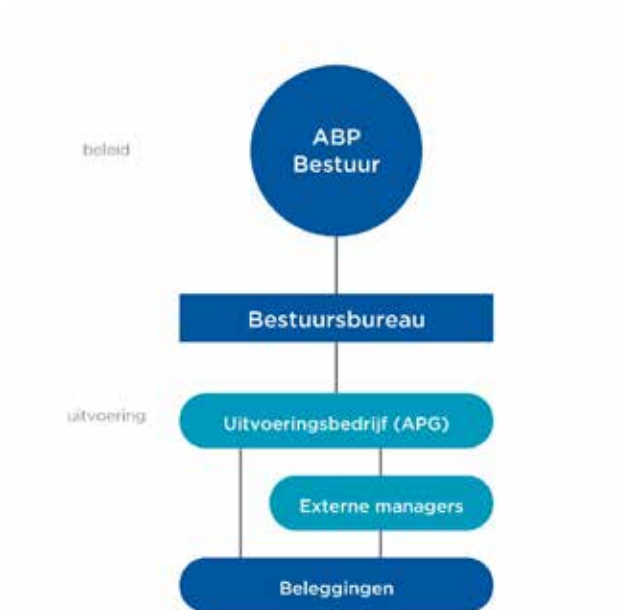 beleid
ABP
Bestuur
Bestuursbureau
uitvoering
Uitvoeringsbedrijf (APG)
Externe managers
Beleggingen